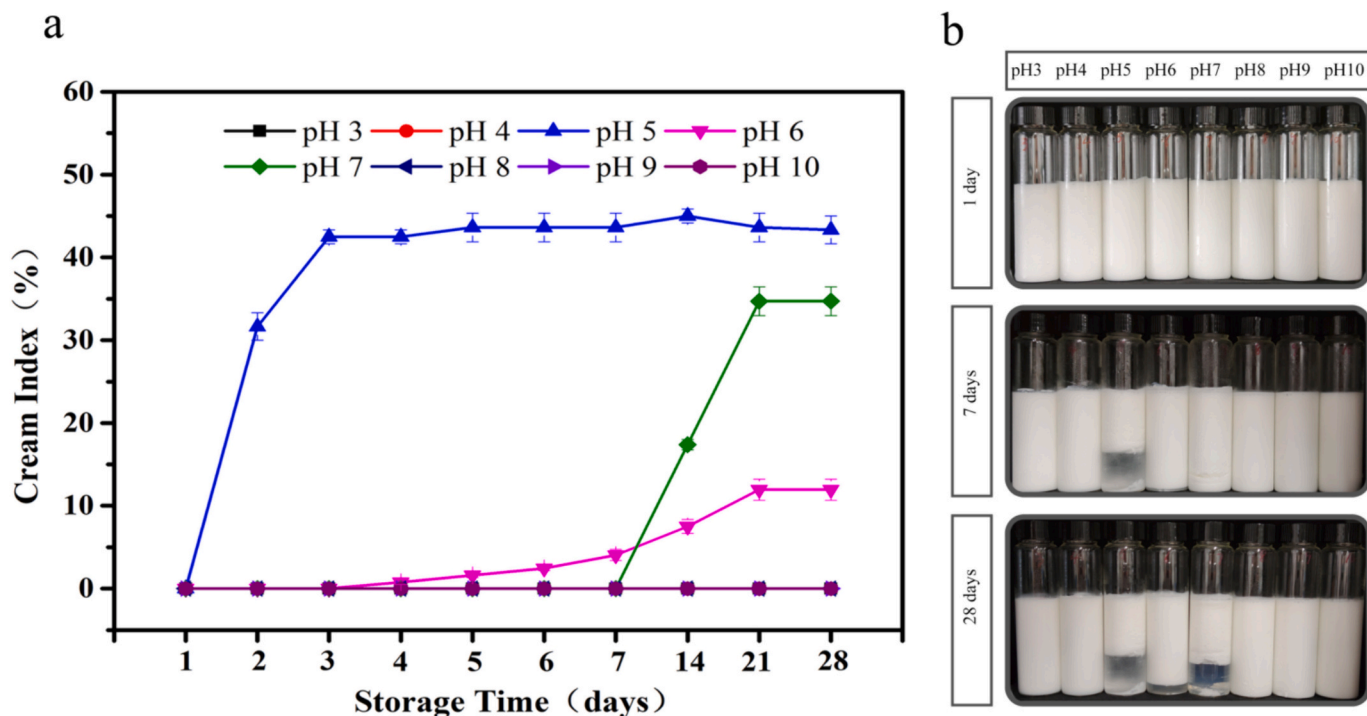 a
60
50
40
30
20
10
0
Cream Index（%）
pH 3 pH 4 pH 5 pH 6
pH 7 pH 8 pH 9 pH 10
1 2 3 4 5 6 7 14 21 28
Storage Time（days）
b
pH3 pH4 pH5 pH6 pH7 pH8 pH9 pH10
1 day
7 days
28 days